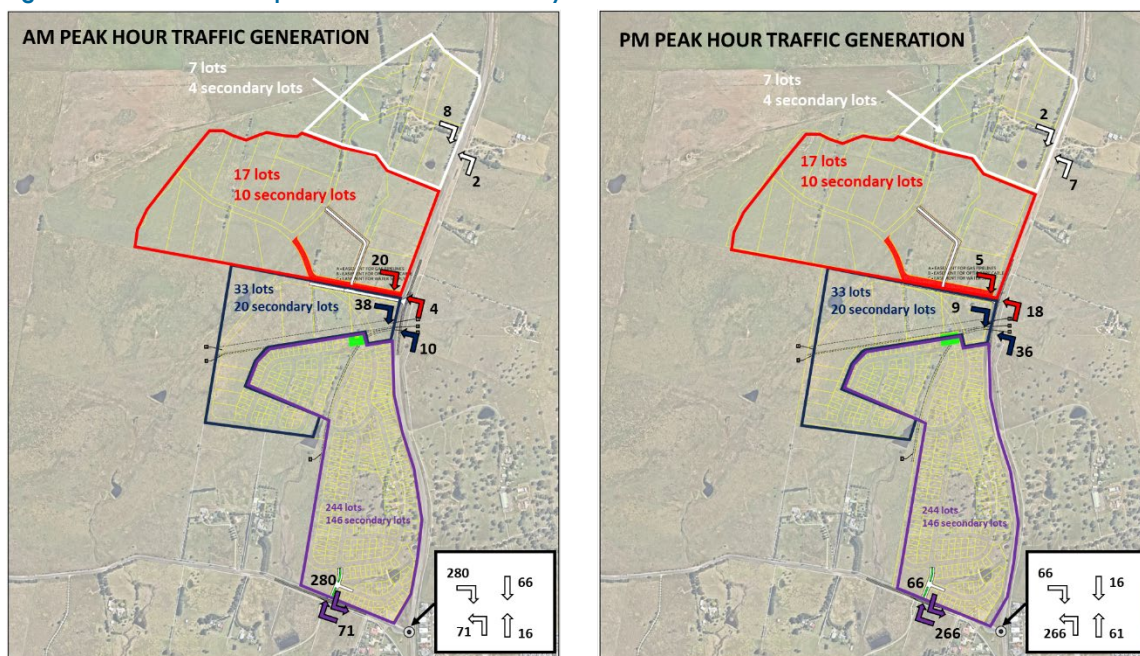 AM PEAK HOUR TRAFFIC GENERATION
7 lots
4 secondary lots
8
2
17 lots
10 secondary lots
20
33 lots
20 secondary lots
38
4
10
244 lots
146 secondary lots
280
71
280
66
71
16
PM PEAK HOUR TRAFFIC GENERATION
7 lots
4 secondary lots
2
7
17 lots
10 secondary lots
5
33 lots
20 secondary lots
9
18
36
244 lots
146 secondary lots
66
266
66
16
266
61